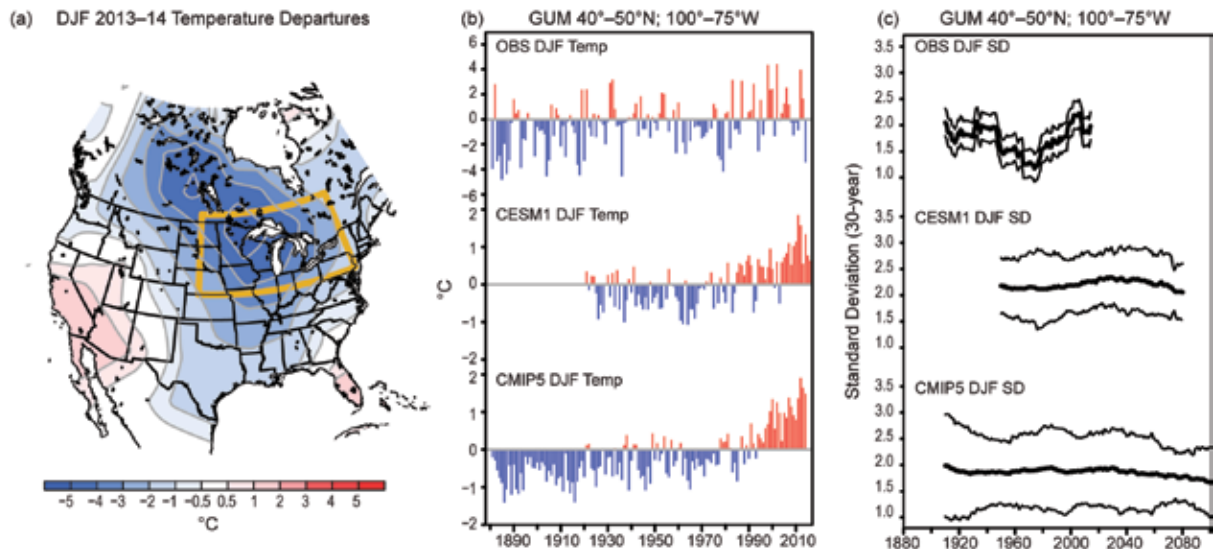 (a) DJF 2013–14 Temperature Departures
−5 −4 −3 −2 −1 0.5 0.5 1 2 3 4 5
°C
(b) GUM 40°–50°N; 100°–75°W
OBS DJF Temp
6
4
2
0
−2
−4
−6
CESM1 DJF Temp
2
1
0
−1
−2
CMIP5 DJF Temp
2
1
0
−1
−2
°C
1890 1910 1930 1950 1970 1990 2010
(c) GUM 40°–50°N; 100°–75°W
OBS DJF SD
3.5
3.0
2.5
2.0
1.5
1.0
CESM1 DJF SD
3.5
3.0
2.5
2.0
1.5
1.0
CMIP5 DJF SD
3.5
3.0
2.5
2.0
1.5
1.0
Standard Deviation (30-year)
1880 1920 1960 2000 2040 2080